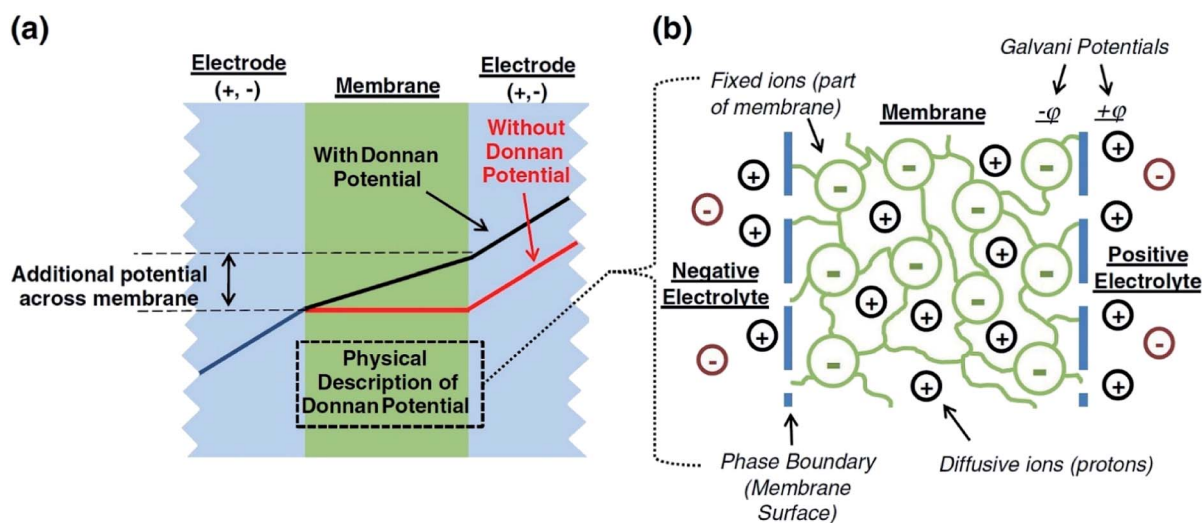 (a)
Electrode
(+, -)
Membrane
Electrode
(+,-)
With Donnan
Potential
Without
Donnan
Potential
Additional potential
across membrane
Physical
Description of
Donnan Potential
(b)
Galvani Potentials
Fixed ions (part
of membrane)
Membrane
-φ
+φ
Negative
Electrolyte
Positive
Electrolyte
Phase Boundary
(Membrane
Surface)
Diffusive ions (protons)